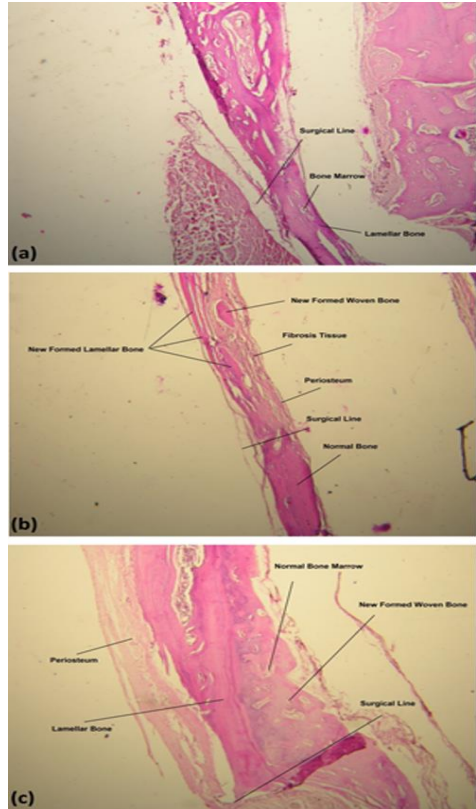 Surgical Line
Bone Marrow
Lamellar Bone
(a)
New Formed Woven Bone
New Formed Lamellar Bone
Fibrosis Tissue
Periosteum
Surgical Line
Normal Bone
(b)
Normal Bone Marrow
New Formed Woven Bone
Periosteum
Surgical Line
Lamellar Bone
(c)